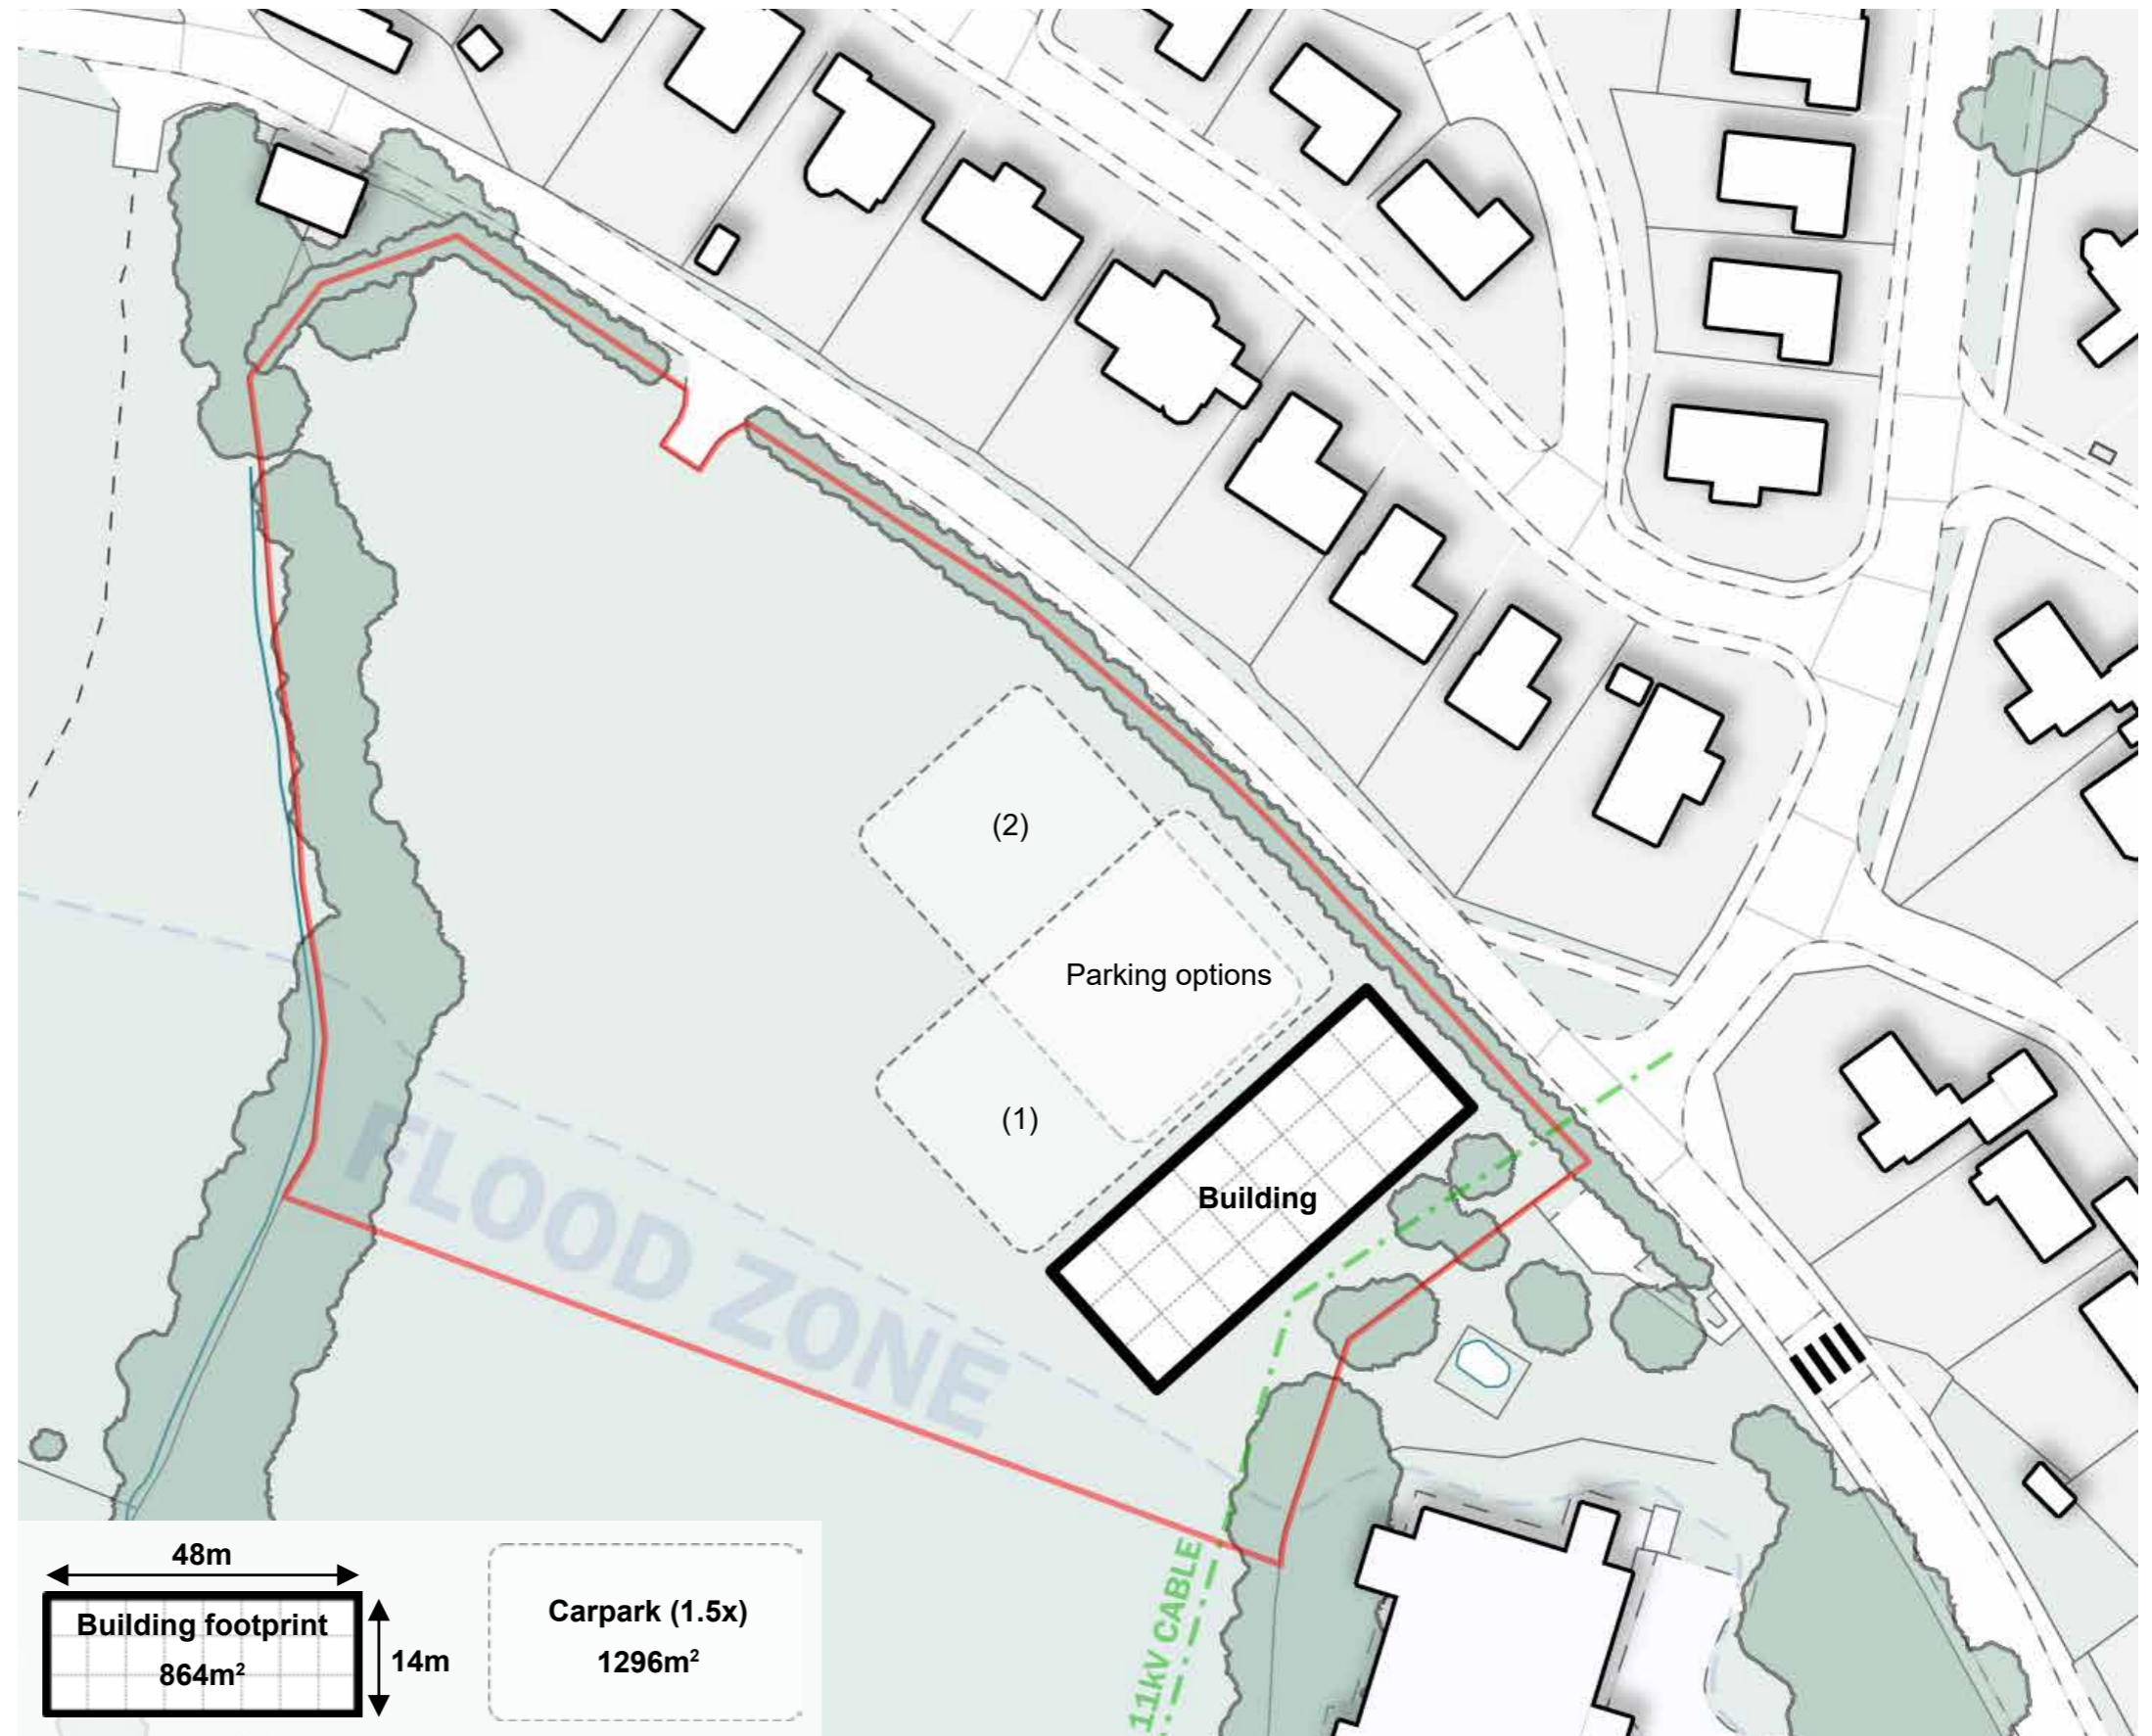 (2)
Parking options
(1)
Building
FLOOD ZONE
11kV CABLE
48m
Building footprint
864m²
14m
Carpark (1.5x)
1296m²